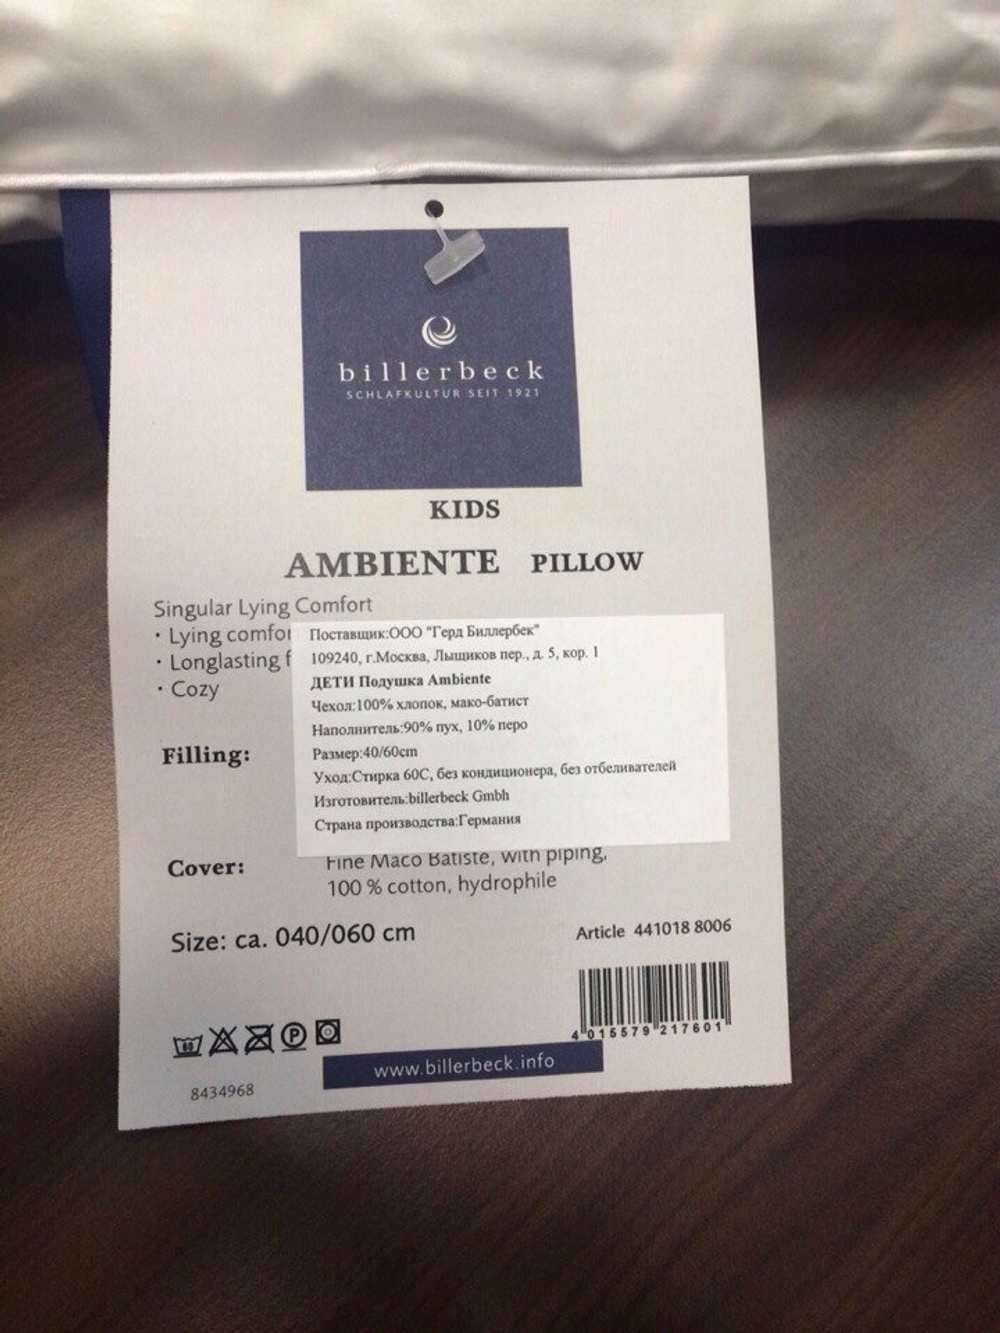 billerbeck
SCHLAFKULTUR SEIT 1921
KIDS
AMBIENTE PILLOW
Singular Lying Comfort
· Lying comfor
· Longlasting f
· Cozy
Поставщик:ООО "Герд Биллербек"
109240, г.Москва, Лыщиков пер., д. 5, кор. 1
ДЕТИ Подушка Ambiente
Чехол:100% хлопок, мако-батист
Наполнитель:90% пух, 10% перо
Размер:40/60cm
Уход:Стирка 60С, без кондиционера, без отбеливателей
Изготовитель:billerbeck Gmbh
Страна производства:Германия
Filling:
Cover: Fine Maco Batiste, with piping,
100 % cotton, hydrophile
Size: ca. 040/060 cm
Article 441018 8006
4 015579 217601
60 P
www.billerbeck.info
8434968